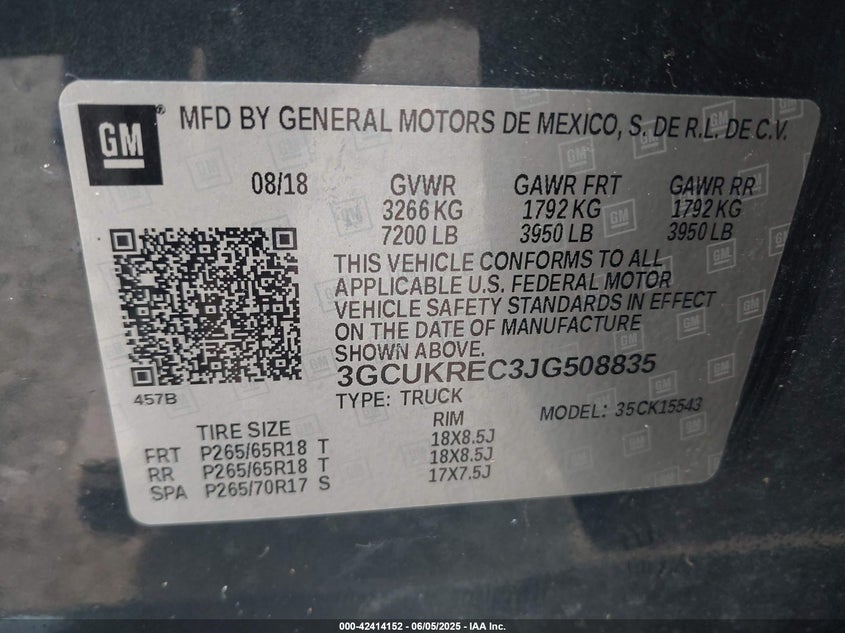 GM ® MFD BY GENERAL MOTORS DE MEXICO, S. DE R.L. DE C.V.
08/18 GVWR GAWR FRT GAWR RR
3266 KG 1792 KG 1792 KG
7200 LB 3950 LB 3950 LB
THIS VEHICLE CONFORMS TO ALL
APPLICABLE U.S. FEDERAL MOTOR
VEHICLE SAFETY STANDARDS IN EFFECT
ON THE DATE OF MANUFACTURE
SHOWN ABOVE.
3GCUKREC3JG508835
457B
TYPE: TRUCK MODEL: 35CK15543
TIRE SIZE RIM
FRT P265/65R18 T 18X8.5J
RR P265/65R18 T 18X8.5J
SPA P265/70R17 S 17X7.5J
000-42414152 - 06/05/2025 - IAA Inc.